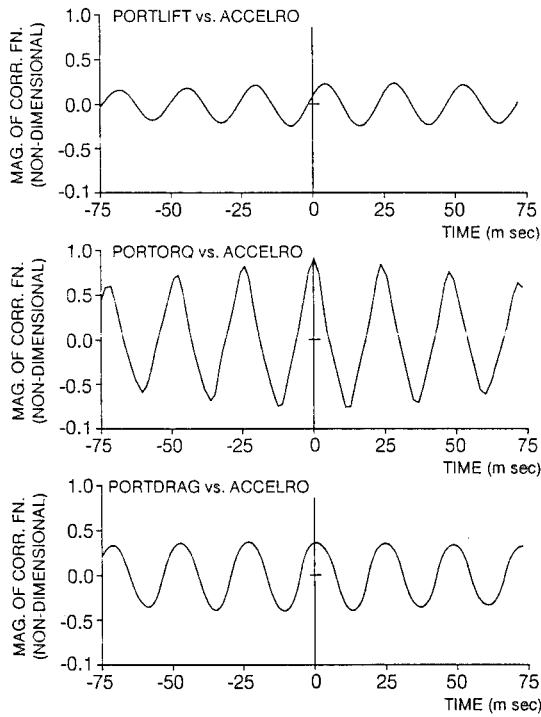 PORTLIFT vs. ACCELRO
MAG. OF CORR. FN.
(NON-DIMENSIONAL)
1.0
0.5
0.0
-0.5
-0.1
-75 -50 -25 0 25 50 75
TIME (m sec)
PORTORQ vs. ACCELRO
MAG. OF CORR. FN.
(NON-DIMENSIONAL)
1.0
0.5
0.0
-0.5
-0.1
-75 -50 -25 0 25 50 75
TIME (m sec)
PORTDRAG vs. ACCELRO
MAG. OF CORR. FN.
(NON-DIMENSIONAL)
1.0
0.5
0.0
-0.5
-0.1
-75 -50 -25 0 25 50 75
TIME (m sec)